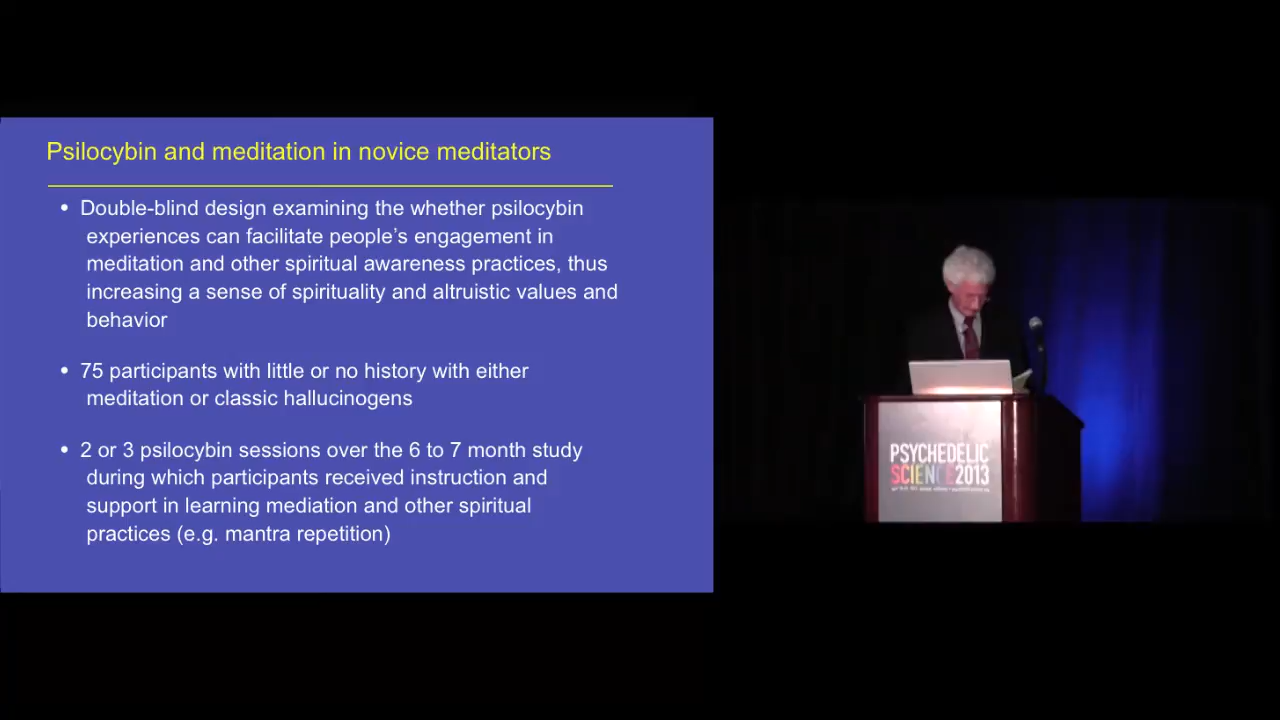 Psilocybin and meditation in novice meditators
• Double-blind design examining the whether psilocybin
experiences can facilitate people's engagement in
meditation and other spiritual awareness practices, thus
increasing a sense of spirituality and altruistic values and
behavior
• 75 participants with little or no history with either
meditation or classic hallucinogens
• 2 or 3 psilocybin sessions over the 6 to 7 month study
during which participants received instruction and
support in learning mediation and other spiritual
practices (e.g. mantra repetition)
PSYCHEDELIC
SCIENCE2013